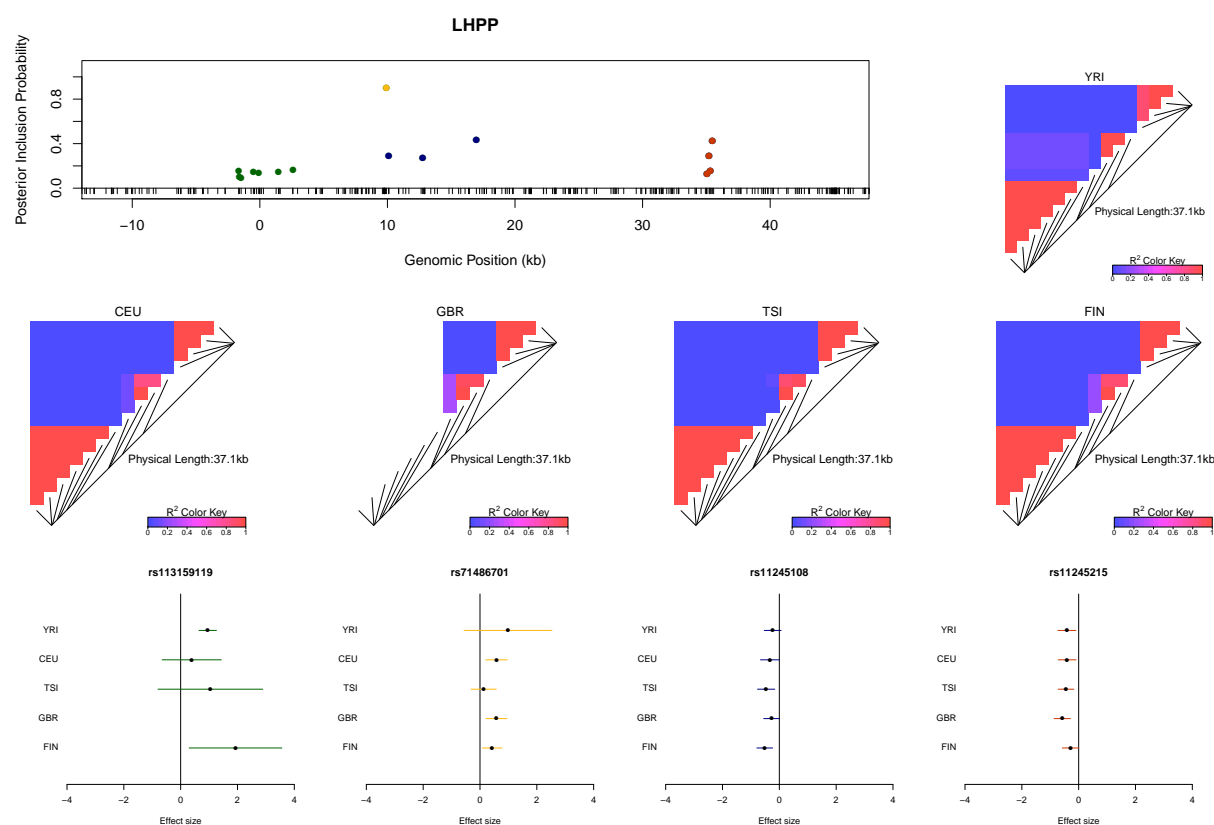 LHPP
Posterior Inclusion Probability
0.0 0.4 0.8
−10 0 10 20 30 40
Genomic Position (kb)
YRI
Physical Length:37.1kb
R² Color Key
0 0.2 0.4 0.6 0.8 1
CEU
Physical Length:37.1kb
R² Color Key
0 0.2 0.4 0.6 0.8 1
GBR
Physical Length:37.1kb
R² Color Key
0 0.2 0.4 0.6 0.8 1
TSI
Physical Length:37.1kb
R² Color Key
0 0.2 0.4 0.6 0.8 1
FIN
Physical Length:37.1kb
R² Color Key
0 0.2 0.4 0.6 0.8 1
rs113159119
YRI
CEU
TSI
GBR
FIN
−4 −2 0 2 4
Effect size
rs71486701
YRI
CEU
TSI
GBR
FIN
−4 −2 0 2 4
Effect size
rs11245108
YRI
CEU
TSI
GBR
FIN
−4 −2 0 2 4
Effect size
rs11245215
YRI
CEU
TSI
GBR
FIN
−4 −2 0 2 4
Effect size